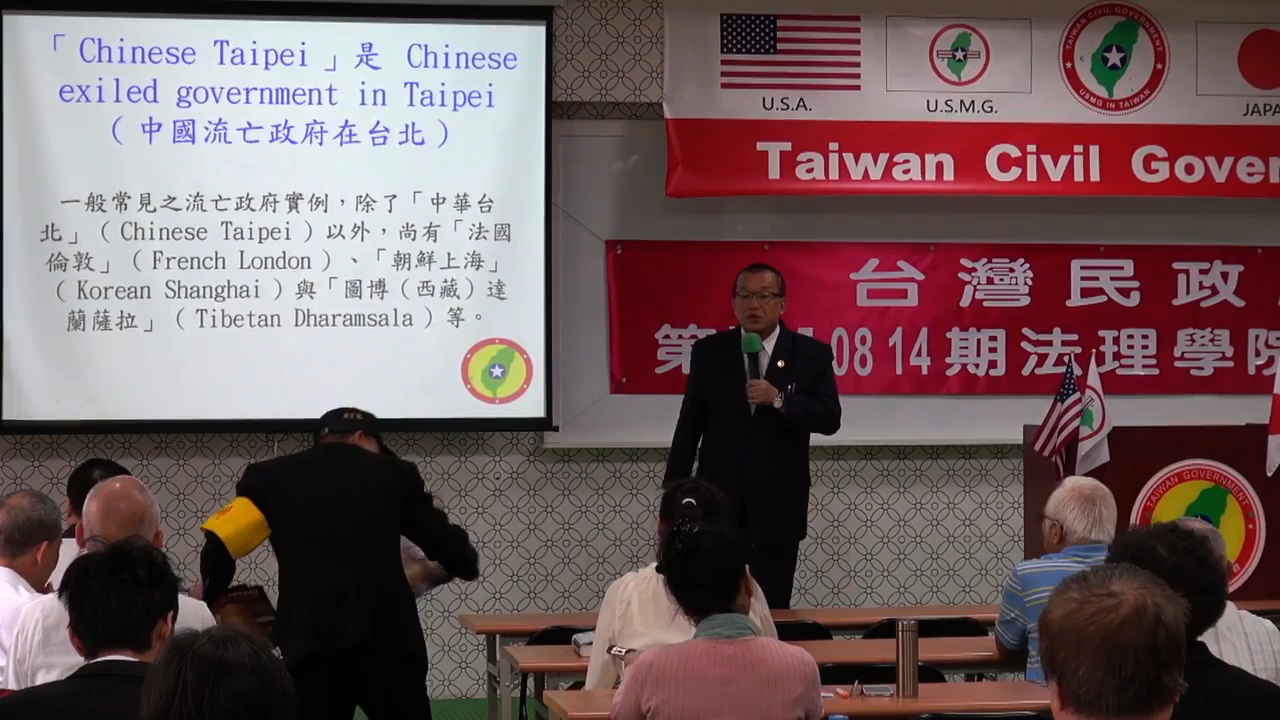 「Chinese Taipei」是 Chinese
exiled government in Taipei
(中國流亡政府在台北)
一般常見之流亡政府實例，除了「中華台
北」(Chinese Taipei)以外，尚有「法國
倫敦」(French London)、「朝鮮上海」
(Korean Shanghai)與「圖博(西藏)達
蘭薩拉」(Tibetan Dharamsala)等。
U.S.A.
U.S.M.G.
TAIWAN CIVIL GOVERNMENT
USMG IN TAIWAN
JAPA
Taiwan Civil Gover
台灣民政
第
08 14期法理學院
TAIWAN GOVERNMENT